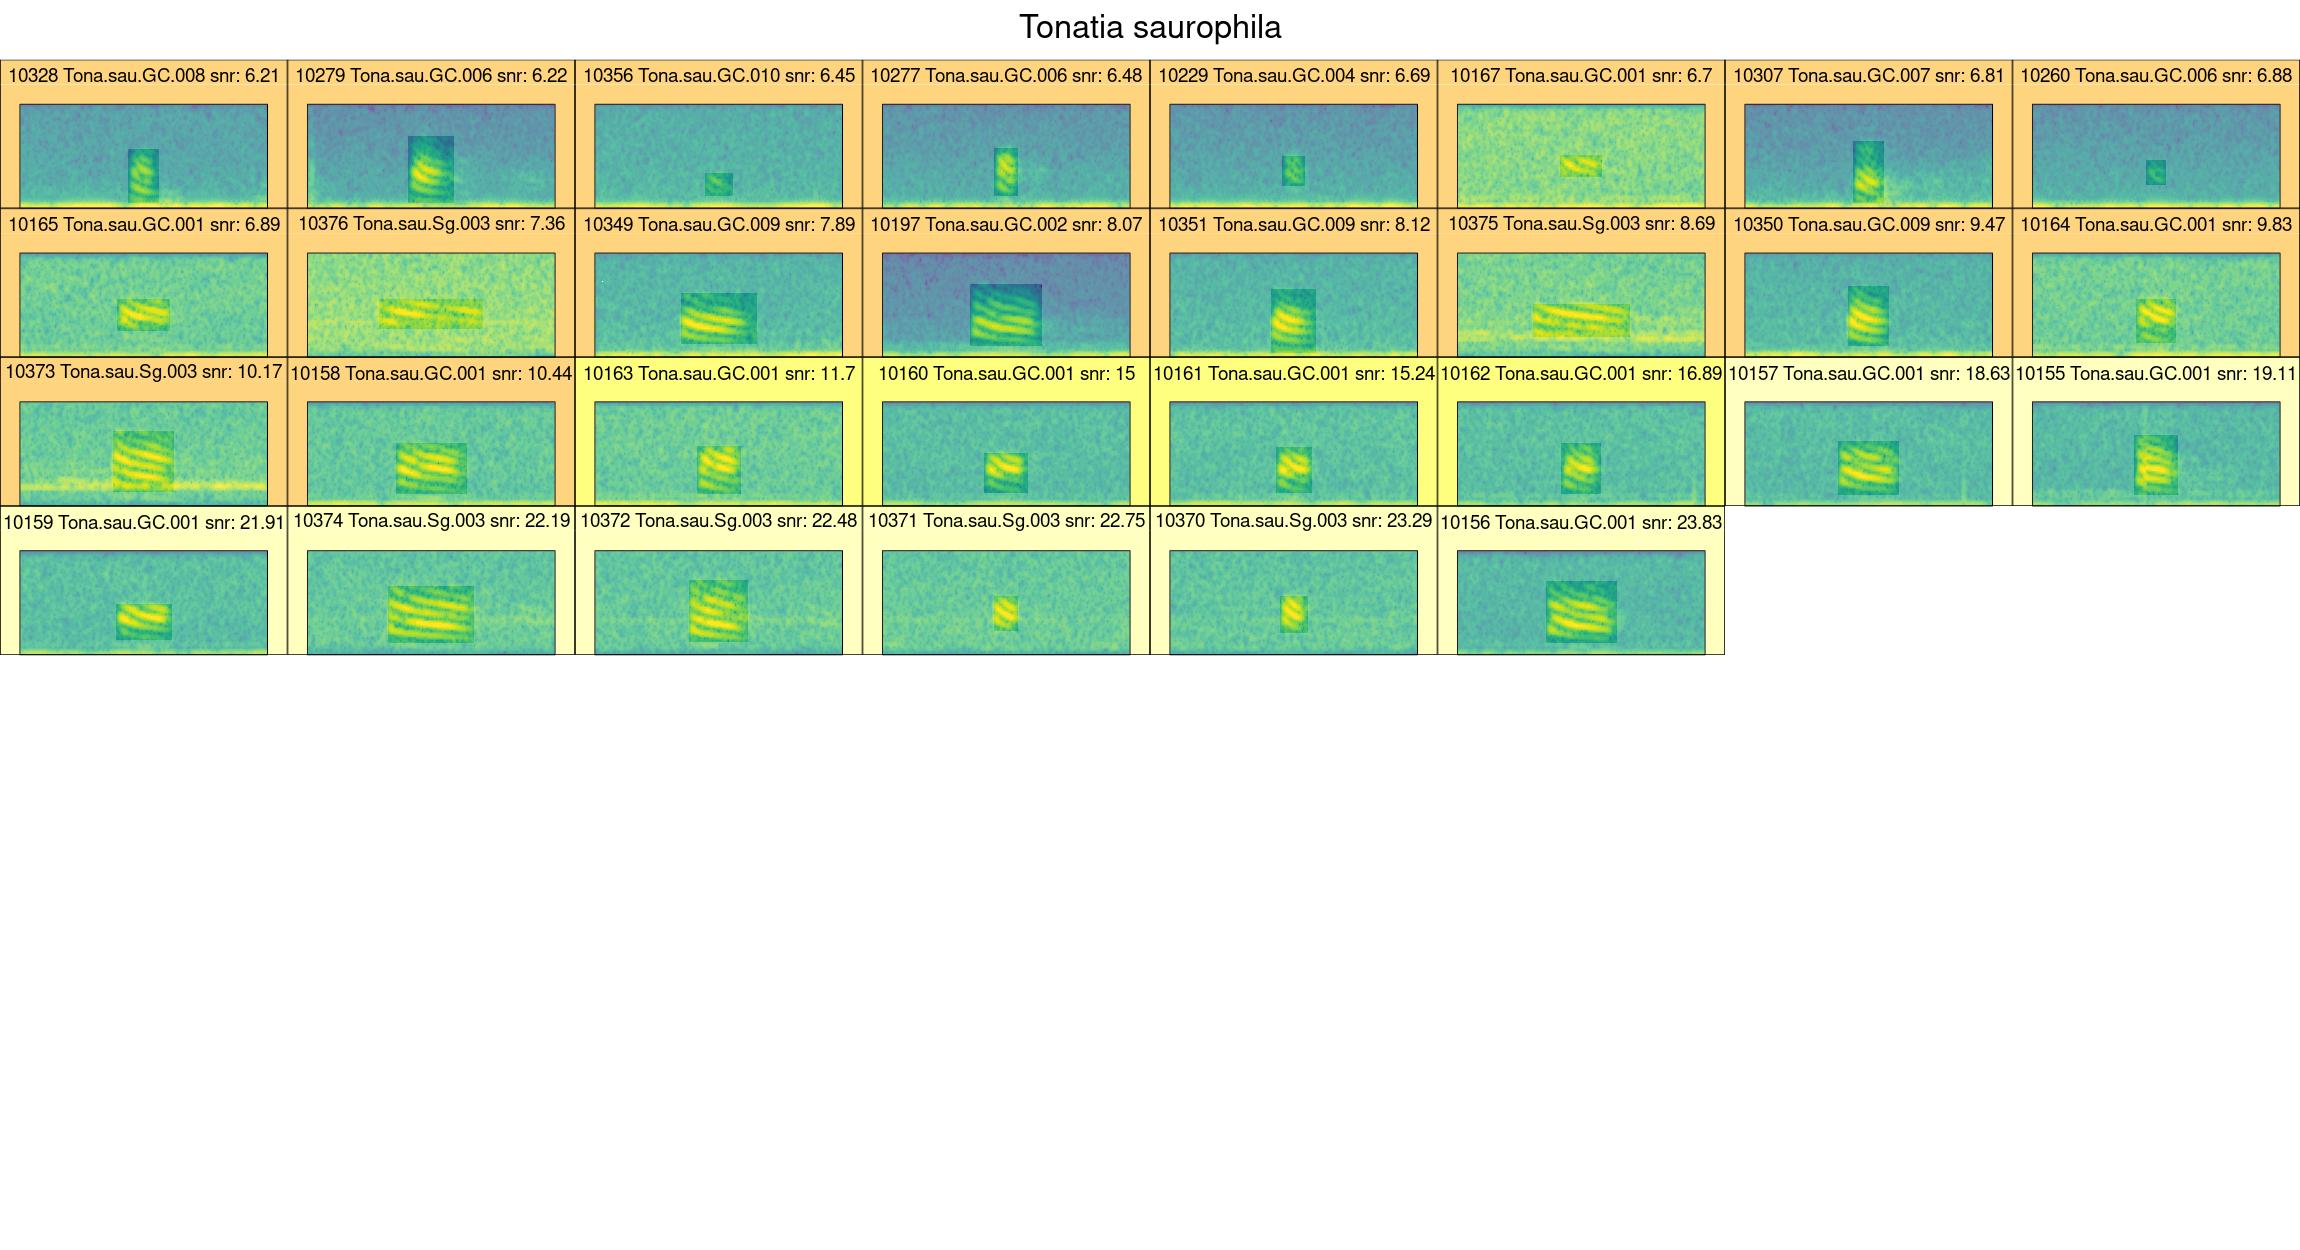 Tonatia saurophila
10328 Tona.sau.GC.008 snr: 6.21
10279 Tona.sau.GC.006 snr: 6.22
10356 Tona.sau.GC.010 snr: 6.45
10277 Tona.sau.GC.006 snr: 6.48
10229 Tona.sau.GC.004 snr: 6.69
10167 Tona.sau.GC.001 snr: 6.7
10307 Tona.sau.GC.007 snr: 6.81
10260 Tona.sau.GC.006 snr: 6.88
10165 Tona.sau.GC.001 snr: 6.89
10376 Tona.sau.Sg.003 snr: 7.36
10349 Tona.sau.GC.009 snr: 7.89
10197 Tona.sau.GC.002 snr: 8.07
10351 Tona.sau.GC.009 snr: 8.12
10375 Tona.sau.Sg.003 snr: 8.69
10350 Tona.sau.GC.009 snr: 9.47
10164 Tona.sau.GC.001 snr: 9.83
10373 Tona.sau.Sg.003 snr: 10.17
10158 Tona.sau.GC.001 snr: 10.44
10163 Tona.sau.GC.001 snr: 11.7
10160 Tona.sau.GC.001 snr: 15
10161 Tona.sau.GC.001 snr: 15.24
10162 Tona.sau.GC.001 snr: 16.89
10157 Tona.sau.GC.001 snr: 18.63
10155 Tona.sau.GC.001 snr: 19.11
10159 Tona.sau.GC.001 snr: 21.91
10374 Tona.sau.Sg.003 snr: 22.19
10372 Tona.sau.Sg.003 snr: 22.48
10371 Tona.sau.Sg.003 snr: 22.75
10370 Tona.sau.Sg.003 snr: 23.29
10156 Tona.sau.GC.001 snr: 23.83